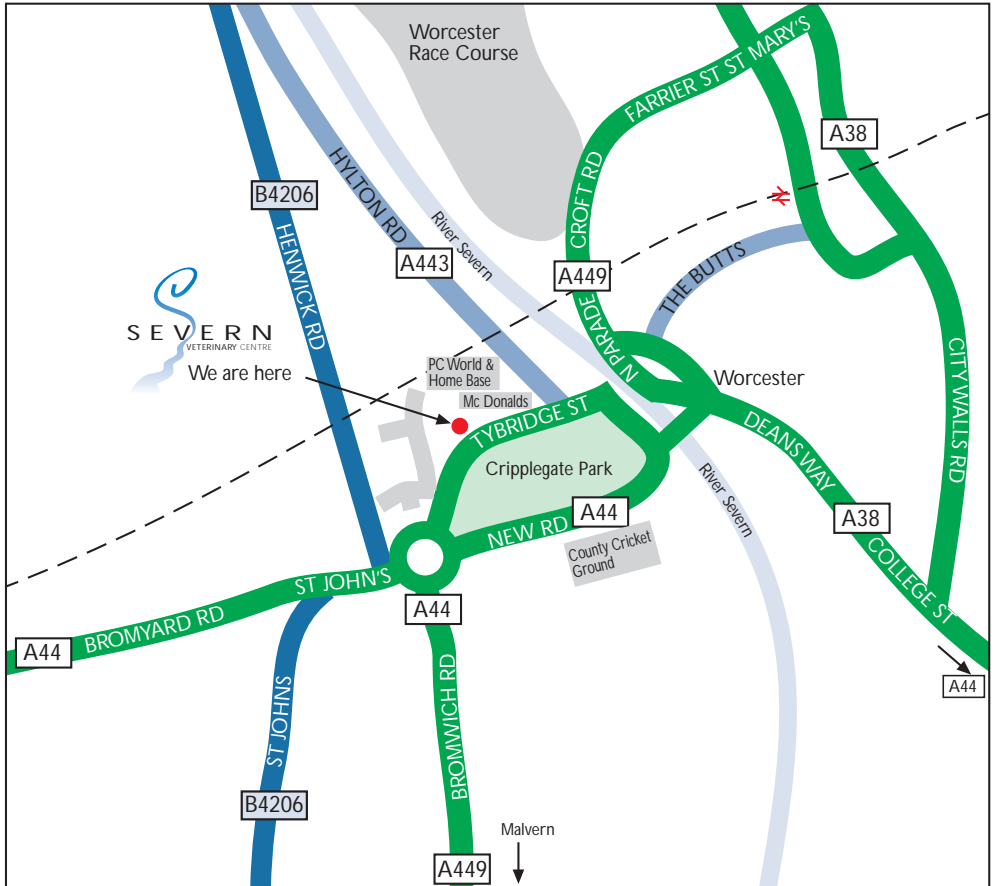 Worcester
Race Course
FARRIER ST ST MARY'S
A38
B4206
HYLTON RD
CROFT RD
River Severn
A443
A449
THE BUTTS
HENWICK RD
SEVERN
VETERINARY CENTRE
We are here
N PARADE
PC World &
Home Base
Mc Donalds
Worcester
CITY WALLS RD
TYBRIDGE ST
DEANSWAY
Cripplegate Park
River Severn
A44
NEW RD
A38
County Cricket
Ground
COLLEGE ST
ST JOHN'S
A44
BROMYARD RD
A44
A44
BROMWICH RD
ST JOHNS
B4206
Malvern
A449